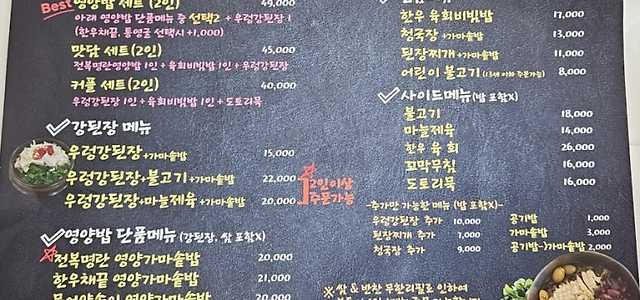 Best 영양밥 세트 (2인) 49,000
아래 영양밥 단품메뉴 중 선택2 + 우렁강된장 1
(한우채끝, 통영굴 선택시 +1,000)
맛담 세트(2인) 45,000
전복명란영양밥 1인 + 육회비빔밥 1인 + 우렁강된장
커플 세트(2인) 40,000
우렁강된장 1인 + 육회비빔밥 1인 + 도토리묵
강된장 메뉴
우렁강된장+가마솥밥 15,000
우렁강된장+불고기+가마솥밥 22,000
우렁강된장+마늘제육+가마솥밥 20,000
2인이상
주문가능
영양밥 단품메뉴 (강된장, 쌈 포함X)
전복명란 영양가마솥밥 20,000
한우채끝 영양가마솥밥 21,000
영양가마솥밥 20,000
한우 육회비빔밥 17,000
청국장 +가마솥밥 13,000
된장찌개 +가마솥밥 11,000
어린이 불고기 (13세 이하 주문가능) 8,000
사이드메뉴(밥 포함X)
불고기 18,000
마늘제육 14,000
한우 육회 26,000
꼬막무침 16,000
도토리묵 16,000
-추가만 가능한 메뉴 (밥 포함X)-
우렁강된장 추가 10,000
된장찌개 추가 7,000
청국장 추가 9,000
공기밥 1,000
가마솥밥 3,000
공기밥→가마솥밥 2,000
※ 쌈 & 반찬 무한리필로 인하여